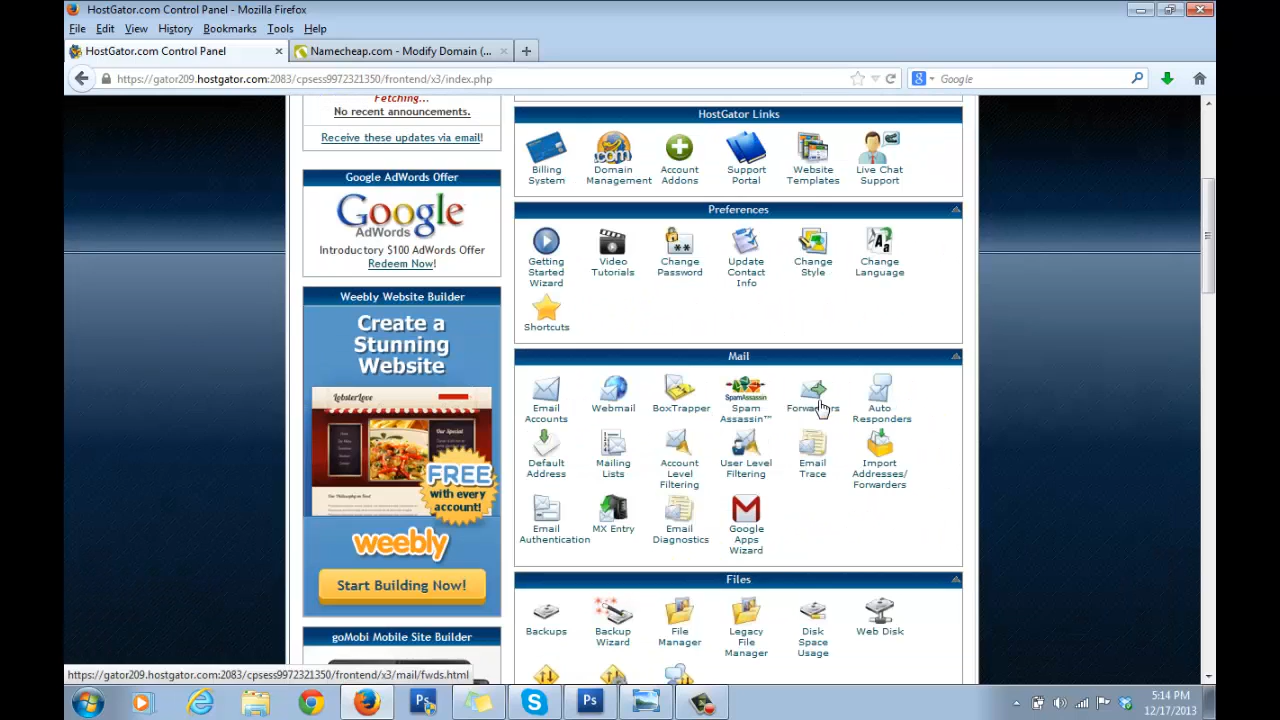 HostGator.com Control Panel - Mozilla Firefox
File Edit View History Bookmarks Tools Help
HostGator.com Control Panel
Namecheap.com - Modify Domain (...
https://gator209.hostgator.com:2083/cpsess9972321350/frontend/x3/index.php
Google
Fetching...
No recent announcements.
Receive these updates via email!
Google AdWords Offer
Google
AdWords
Introductory $100 AdWords Offer
Redeem Now!
Weebly Website Builder
Create a
Stunning
Website
LobsterLove
Our Special
FREE
with every
account!
weebly
Start Building Now!
goMobi Mobile Site Builder
HostGator Links
Billing System
Domain Management
Account Addons
Support Portal
Website Templates
Live Chat Support
Preferences
Getting Started Wizard
Video Tutorials
Change Password
Update Contact Info
Change Style
Change Language
Shortcuts
Mail
Email Accounts
Webmail
BoxTrapper
Spam Assassin™
Forwarders
Auto Responders
Default Address
Mailing Lists
Account Level Filtering
User Level Filtering
Email Trace
Import Addresses/ Forwarders
Email Authentication
MX Entry
Email Diagnostics
Google Apps Wizard
Files
Backups
Backup Wizard
File Manager
Legacy File Manager
Disk Space Usage
Web Disk
https://gator209.hostgator.com:2083/cpsess9972321350/frontend/x3/mail/fwds.html
5:14 PM
12/17/2013